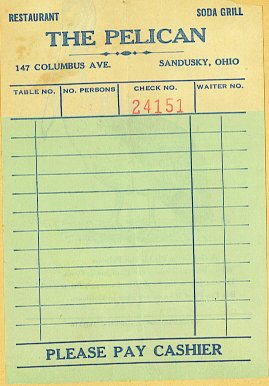 RESTAURANT SODA GRILL
THE PELICAN
147 COLUMBUS AVE. SANDUSKY, OHIO
TABLE NO. NO. PERSONS CHECK NO. WAITER NO.
24151
PLEASE PAY CASHIER